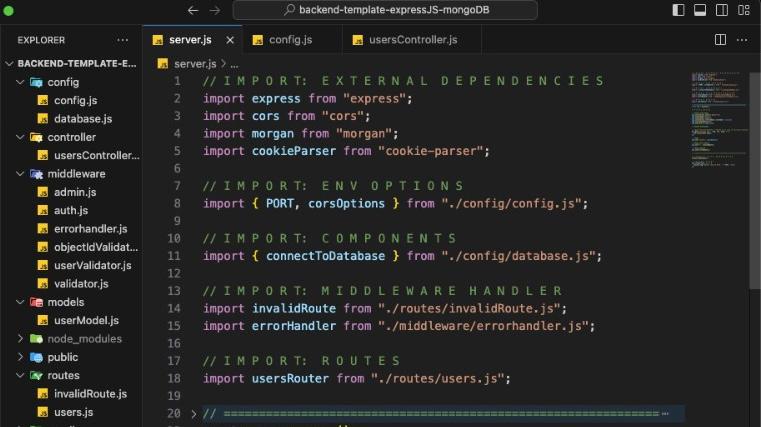 backend-template-expressJS-mongoDB
EXPLORER
server.js
config.js
usersController.js
BACKEND-TEMPLATE-E...
server.js > ...
config
config.js
database.js
controller
usersController...
middleware
admin.js
auth.js
errorhandler.js
objectIdValidat...
userValidator.js
validator.js
models
userModel.js
node_modules
public
routes
invalidRoute.js
users.js
1 // I M P O R T :  E X T E R N A L  D E P E N D E N C I E S
2 import express from "express";
3 import cors from "cors";
4 import morgan from "morgan";
5 import cookieParser from "cookie-parser";
6
7 // I M P O R T :  E N V  O P T I O N S
8 import { PORT, corsOptions } from "./config/config.js";
9
10 // I M P O R T :  C O M P O N E N T S
11 import { connectToDatabase } from "./config/database.js";
12
13 // I M P O R T :  M I D D L E W A R E  H A N D L E R
14 import invalidRoute from "./routes/invalidRoute.js";
15 import errorHandler from "./middleware/errorhandler.js";
16
17 // I M P O R T :  R O U T E S
18 import usersRouter from "./routes/users.js";
19
20 // ==============================================================...